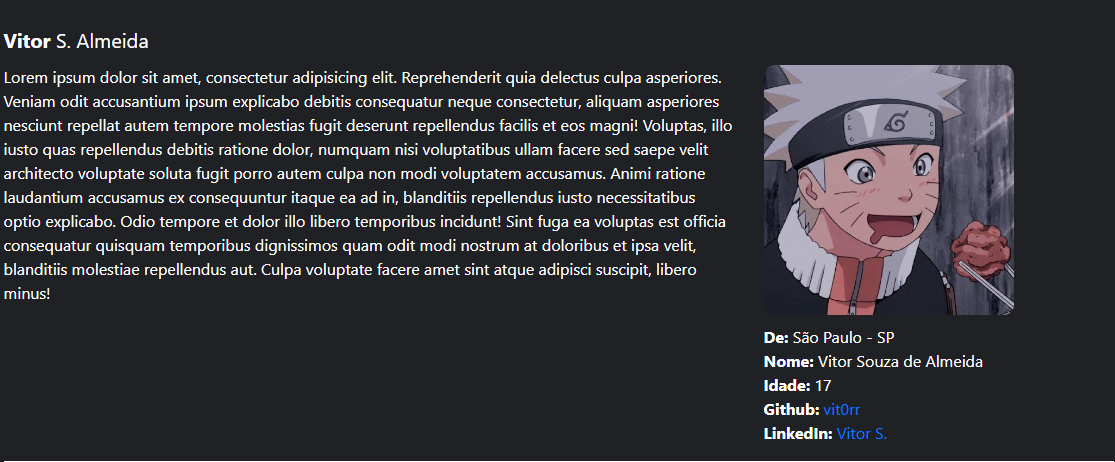 Vitor S. Almeida
Lorem ipsum dolor sit amet, consectetur adipisicing elit. Reprehenderit quia delectus culpa asperiores.
Veniam odit accusantium ipsum explicabo debitis consequatur neque consectetur, aliquam asperiores
nesciunt repellat autem tempore molestias fugit deserunt repellendus facilis et eos magni! Voluptas, illo
iusto quas repellendus debitis ratione dolor, numquam nisi voluptatibus ullam facere sed saepe velit
architecto voluptate soluta fugit porro autem culpa non modi voluptatem accusamus. Animi ratione
laudantium accusamus ex consequuntur itaque ea ad in, blanditiis repellendus iusto necessitatibus
optio explicabo. Odio tempore et dolor illo libero temporibus incidunt! Sint fuga ea voluptas est officia
consequatur quisquam temporibus dignissimos quam odit modi nostrum at doloribus et ipsa velit,
blanditiis molestiae repellendus aut. Culpa voluptate facere amet sint atque adipisci suscipit, libero
minus!
De: São Paulo - SP
Nome: Vitor Souza de Almeida
Idade: 17
Github: vit0rr
LinkedIn: Vitor S.